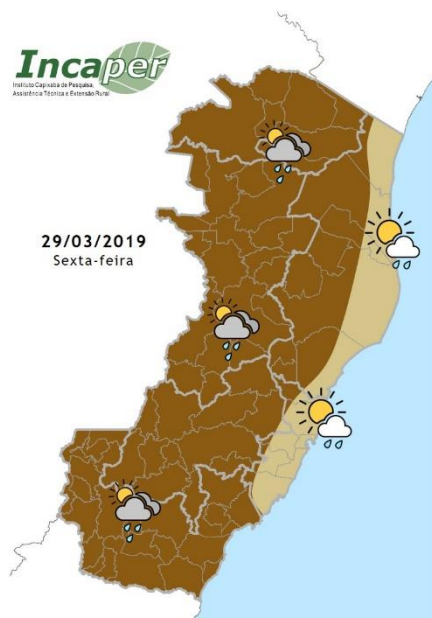 Incaper
Instituto Capixaba de Pesquisa,
Assistência Técnica e Extensão Rural
29/03/2019
Sexta-feira